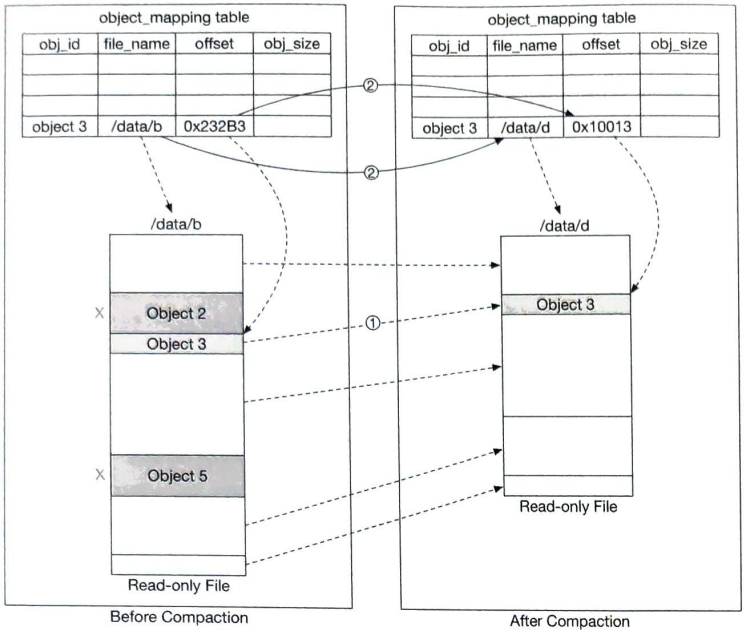 object_mapping table
obj_id file_name offset obj_size
object 3 /data/b 0x232B3
/data/b
X Object 2
Object 3
X Object 5
Read-only File
Before Compaction
②
②
①
object_mapping table
obj_id file_name offset obj_size
object 3 /data/d 0x10013
/data/d
Object 3
Read-only File
After Compaction